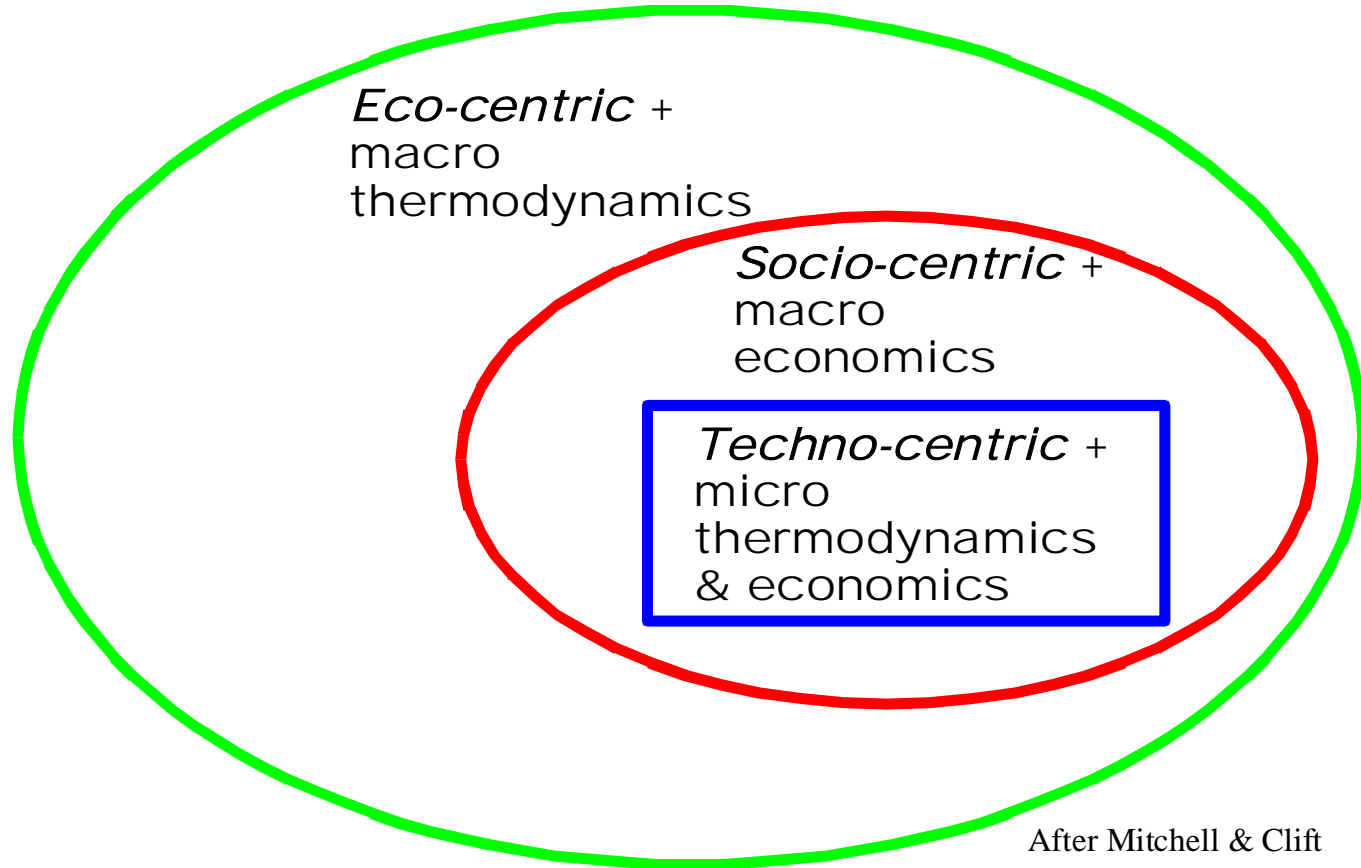 Eco-centric +
macro
thermodynamics
Socio-centric +
macro
economics
Techno-centric +
micro
thermodynamics
& economics
After Mitchell & Clift